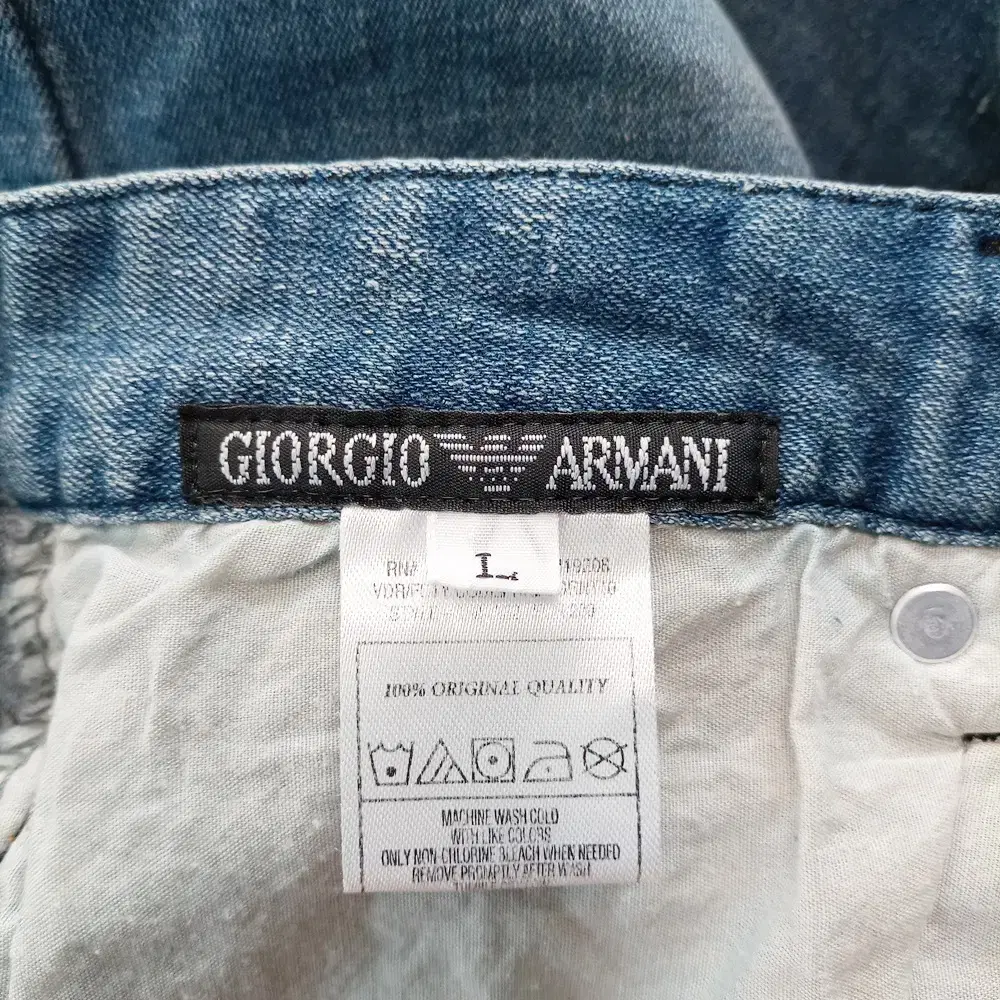 GIORGIO ARMANI
L
RN#
100% ORIGINAL QUALITY
MACHINE WASH COLD
WITH LIKE COLORS
ONLY NON-CHLORINE BLEACH WHEN NEEDED
REMOVE PROMPTLY AFTER WASH